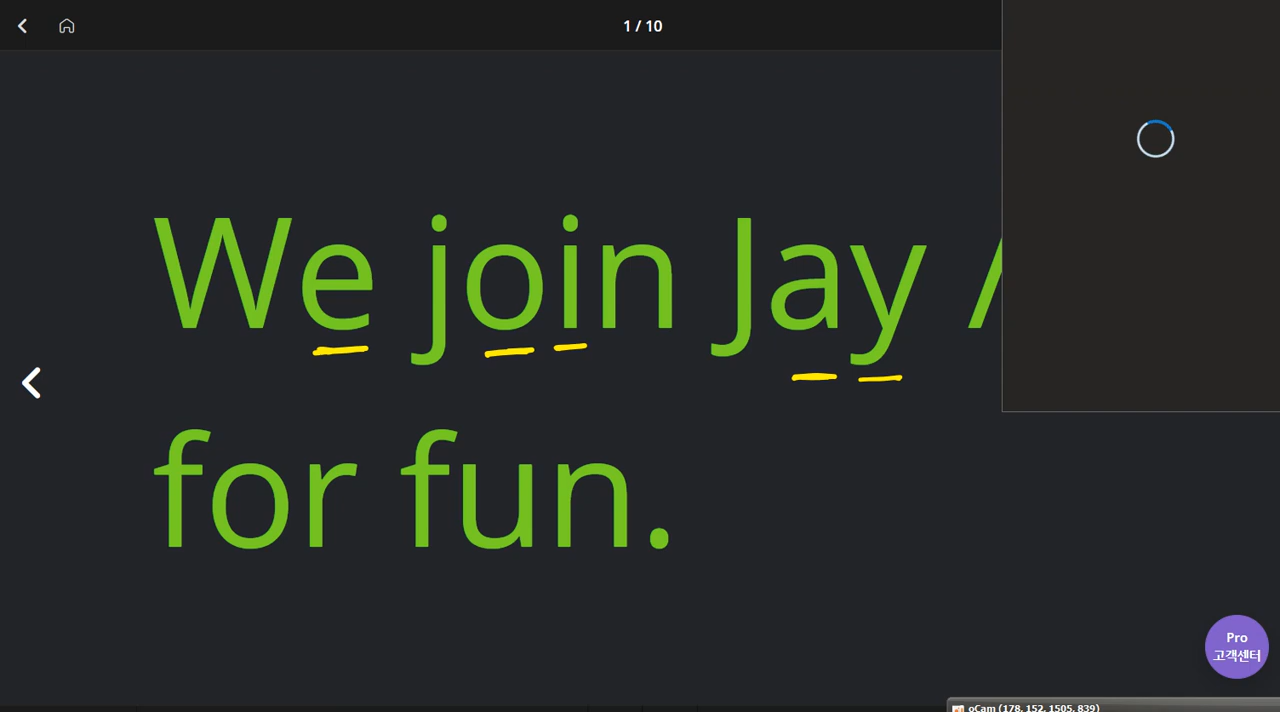 1 / 10
We join Jay /
for fun.
Pro
고객센터
oCam (178, 152, 1505, 839)